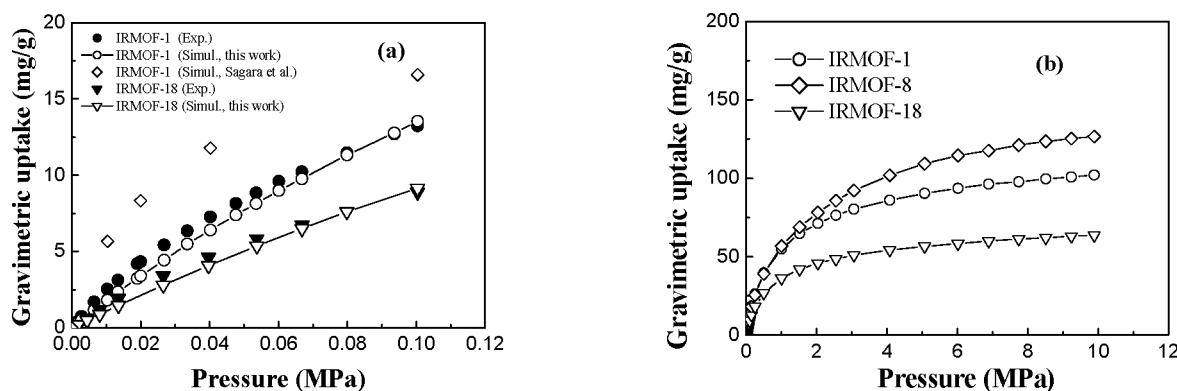 20
15
10
5
0
Gravimetric uptake (mg/g)
IRMOF-1 (Exp.)
IRMOF-1 (Simul., this work)
IRMOF-1 (Simul., Sagara et al.)
IRMOF-18 (Exp.)
IRMOF-18 (Simul., this work)
(a)
0.00 0.02 0.04 0.06 0.08 0.10 0.12
Pressure (MPa)
200
150
100
50
0
Gravimetric uptake (mg/g)
IRMOF-1
IRMOF-8
IRMOF-18
(b)
0 2 4 6 8 10 12
Pressure (MPa)